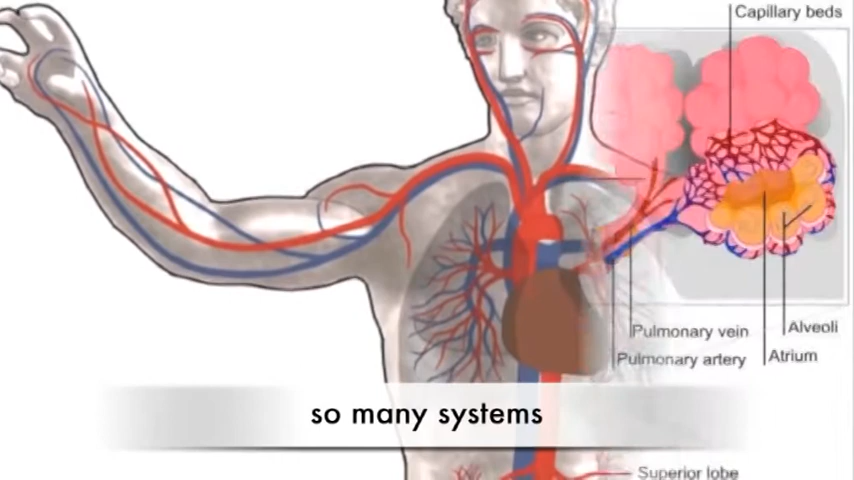 Capillary beds
Pulmonary vein
Alveoli
Pulmonary artery
Atrium
so many systems
Superior lobe